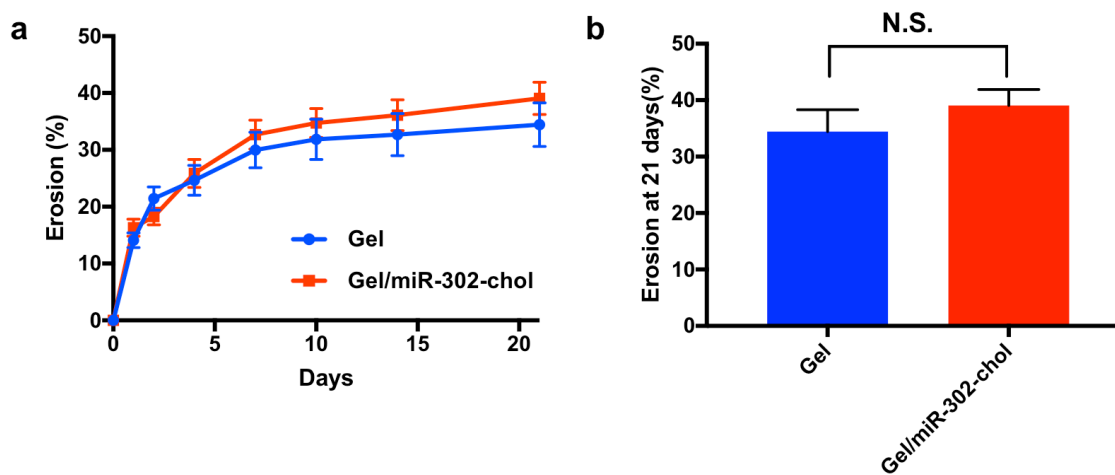 a
Erosion (%)
50
40
30
20
10
0
0 5 10 15 20
Days
Gel
Gel/miR-302-chol
b
N.S.
Erosion at 21 days(%)
50
40
30
20
10
0
Gel
Gel/miR-302-chol